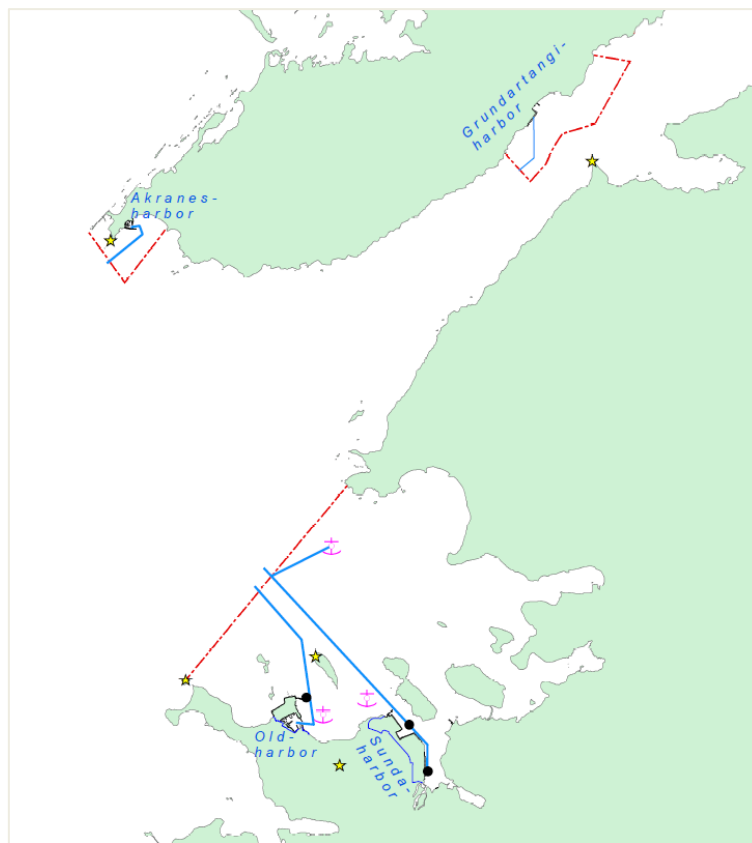 Grundartangi-
harbor
Akranes-
harbor
Old-
harbor
Sunda-
harbor